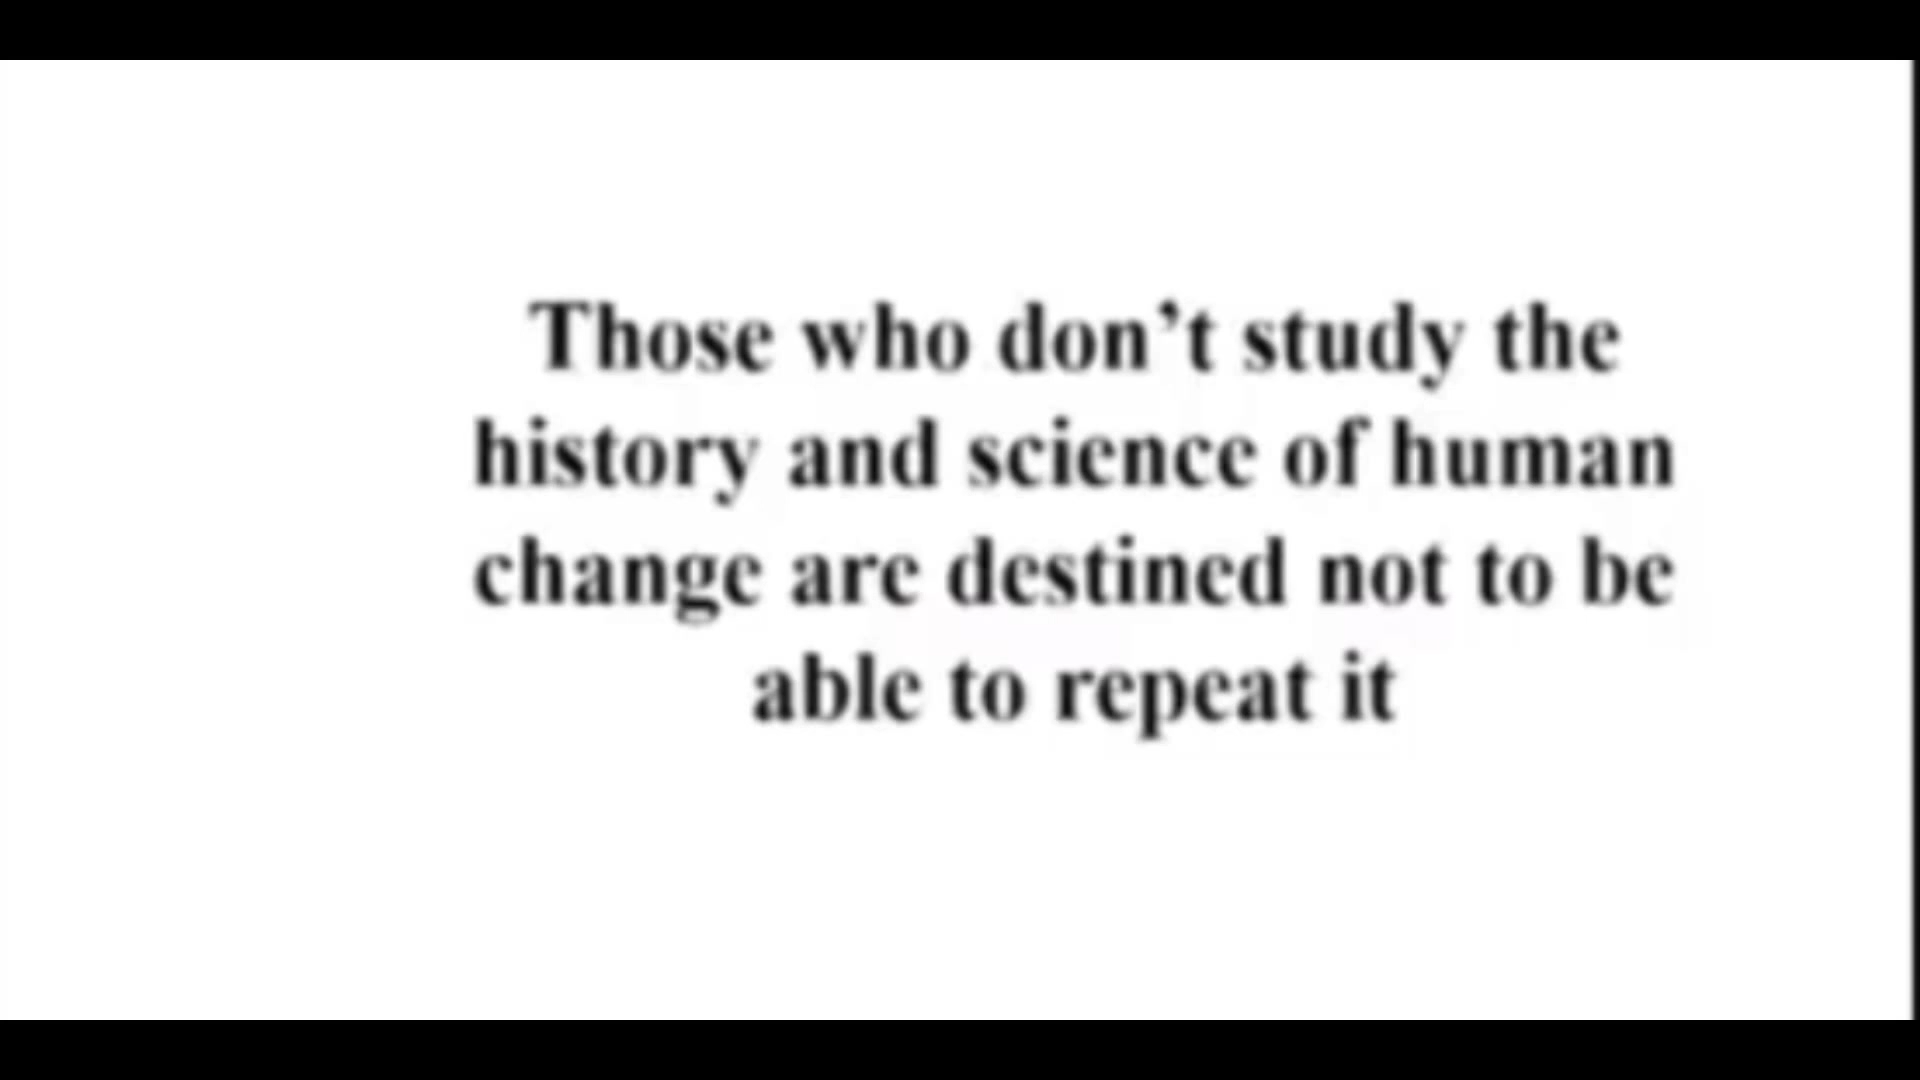 Those who don’t study the
history and science of human
change are destined not to be
able to repeat it